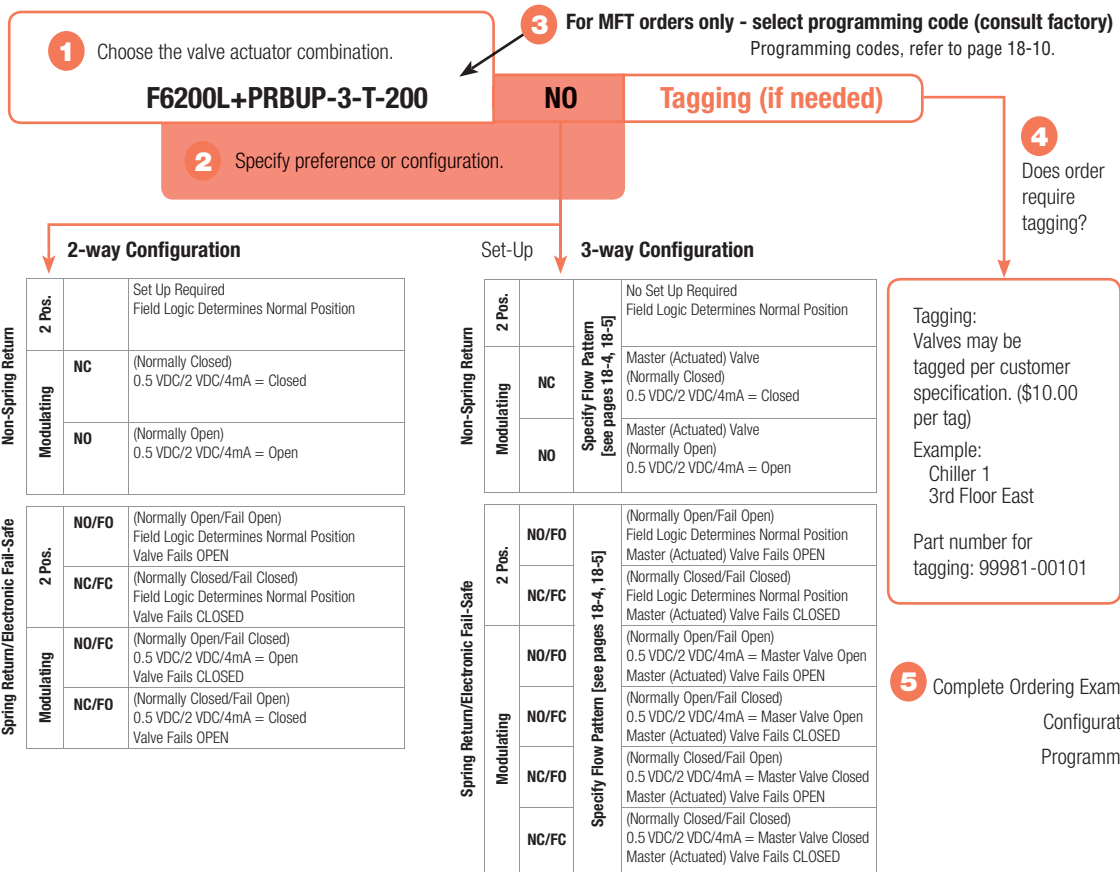 1 Choose the valve actuator combination.
3 For MFT orders only - select programming code (consult factory)
Programming codes, refer to page 18-10.
F6200L+PRBUP-3-T-200 NO Tagging (if needed)
2 Specify preference or configuration.
4
Does order
require
tagging?
2-way Configuration
Non-Spring Return
2 Pos.
Set Up Required
Field Logic Determines Normal Position
Modulating
NC
(Normally Closed)
0.5 VDC/2 VDC/4mA = Closed
NO
(Normally Open)
0.5 VDC/2 VDC/4mA = Open
Spring Return/Electronic Fail-Safe
2 Pos.
NO/FO
(Normally Open/Fail Open)
Field Logic Determines Normal Position
Valve Fails OPEN
NC/FC
(Normally Closed/Fail Closed)
Field Logic Determines Normal Position
Valve Fails CLOSED
Modulating
NO/FC
(Normally Open/Fail Closed)
0.5 VDC/2 VDC/4mA = Open
Valve Fails CLOSED
NC/FO
(Normally Closed/Fail Open)
0.5 VDC/2 VDC/4mA = Closed
Valve Fails OPEN
Set-Up 3-way Configuration
Non-Spring Return
2 Pos.
Specify Flow Pattern
[see pages 18-4, 18-5]
No Set Up Required
Field Logic Determines Normal Position
Modulating
NC
Master (Actuated) Valve
(Normally Closed)
0.5 VDC/2 VDC/4mA = Closed
NO
Master (Actuated) Valve
(Normally Open)
0.5 VDC/2 VDC/4mA = Open
Spring Return/Electronic Fail-Safe
2 Pos.
Specify Flow Pattern [see pages 18-4, 18-5]
NO/FO
(Normally Open/Fail Open)
Field Logic Determines Normal Position
Master (Actuated) Valve Fails OPEN
NC/FC
(Normally Closed/Fail Closed)
Field Logic Determines Normal Position
Master (Actuated) Valve Fails CLOSED
Modulating
NO/FO
(Normally Open/Fail Open)
0.5 VDC/2 VDC/4mA = Master Valve Open
Master (Actuated) Valve Fails OPEN
NO/FC
(Normally Open/Fail Closed)
0.5 VDC/2 VDC/4mA = Maser Valve Open
Master (Actuated) Valve Fails CLOSED
NC/FO
(Normally Closed/Fail Open)
0.5 VDC/2 VDC/4mA = Master Valve Closed
Master (Actuated) Valve Fails OPEN
NC/FC
(Normally Closed/Fail Closed)
0.5 VDC/2 VDC/4mA = Master Valve Closed
Master (Actuated) Valve Fails CLOSED
Tagging:
Valves may be
tagged per customer
specification. ($10.00
per tag)
Example:
Chiller 1
3rd Floor East
Part number for
tagging: 99981-00101
5 Complete Ordering Exam
Configurat
Programm